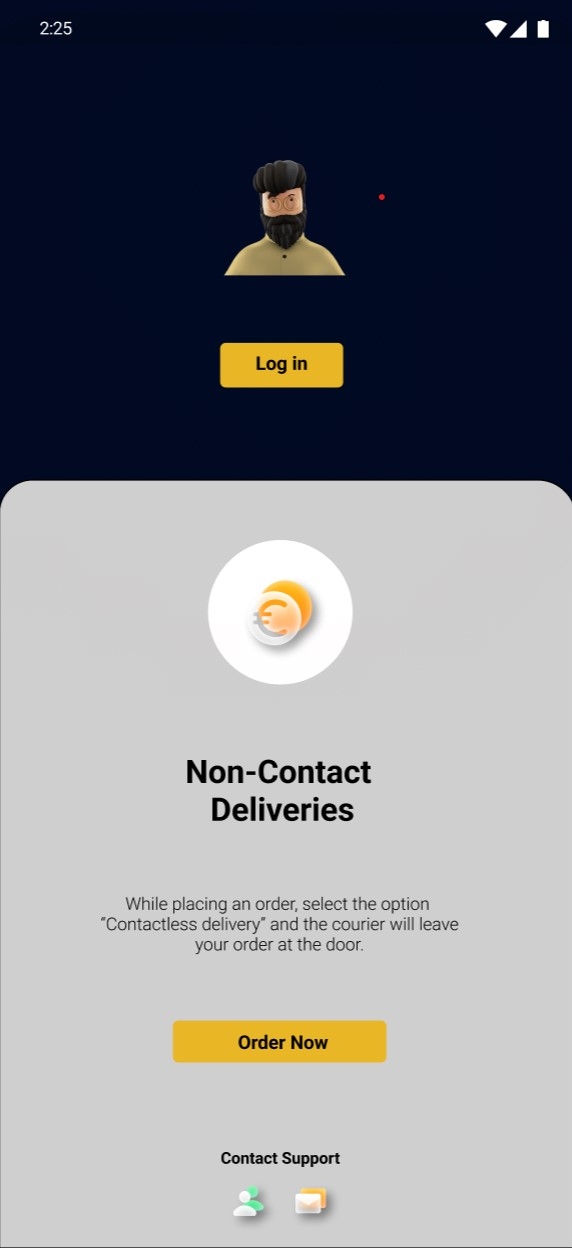 2:25
Log in
Non-Contact
Deliveries
While placing an order, select the option
“Contactless delivery” and the courier will leave
your order at the door.
Order Now
Contact Support